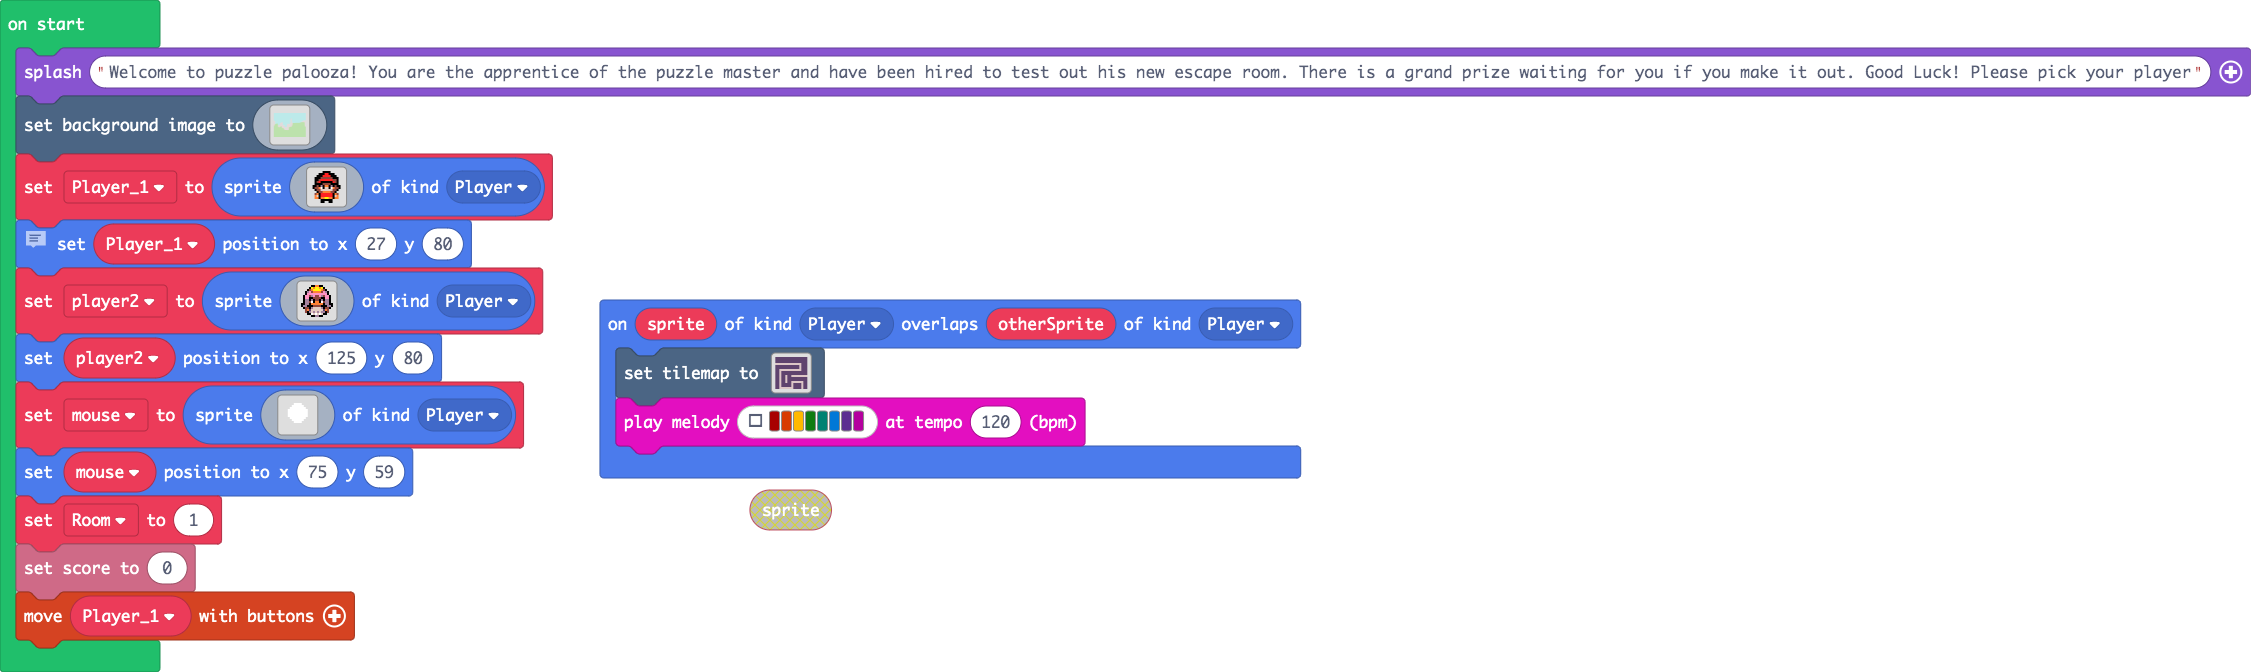 on start
splash "Welcome to puzzle palooza! You are the apprentice of the puzzle master and have been hired to test out his new escape room. There is a grand prize waiting for you if you make it out. Good Luck! Please pick your player"
set background image to
set Player_1 to sprite of kind Player
set Player_1 position to x 27 y 80
set player2 to sprite of kind Player
set player2 position to x 125 y 80
set mouse to sprite of kind Player
set mouse position to x 75 y 59
set Room to 1
set score to 0
move Player_1 with buttons
on sprite of kind Player overlaps otherSprite of kind Player
set tilemap to
play melody at tempo 120 (bpm)
sprite